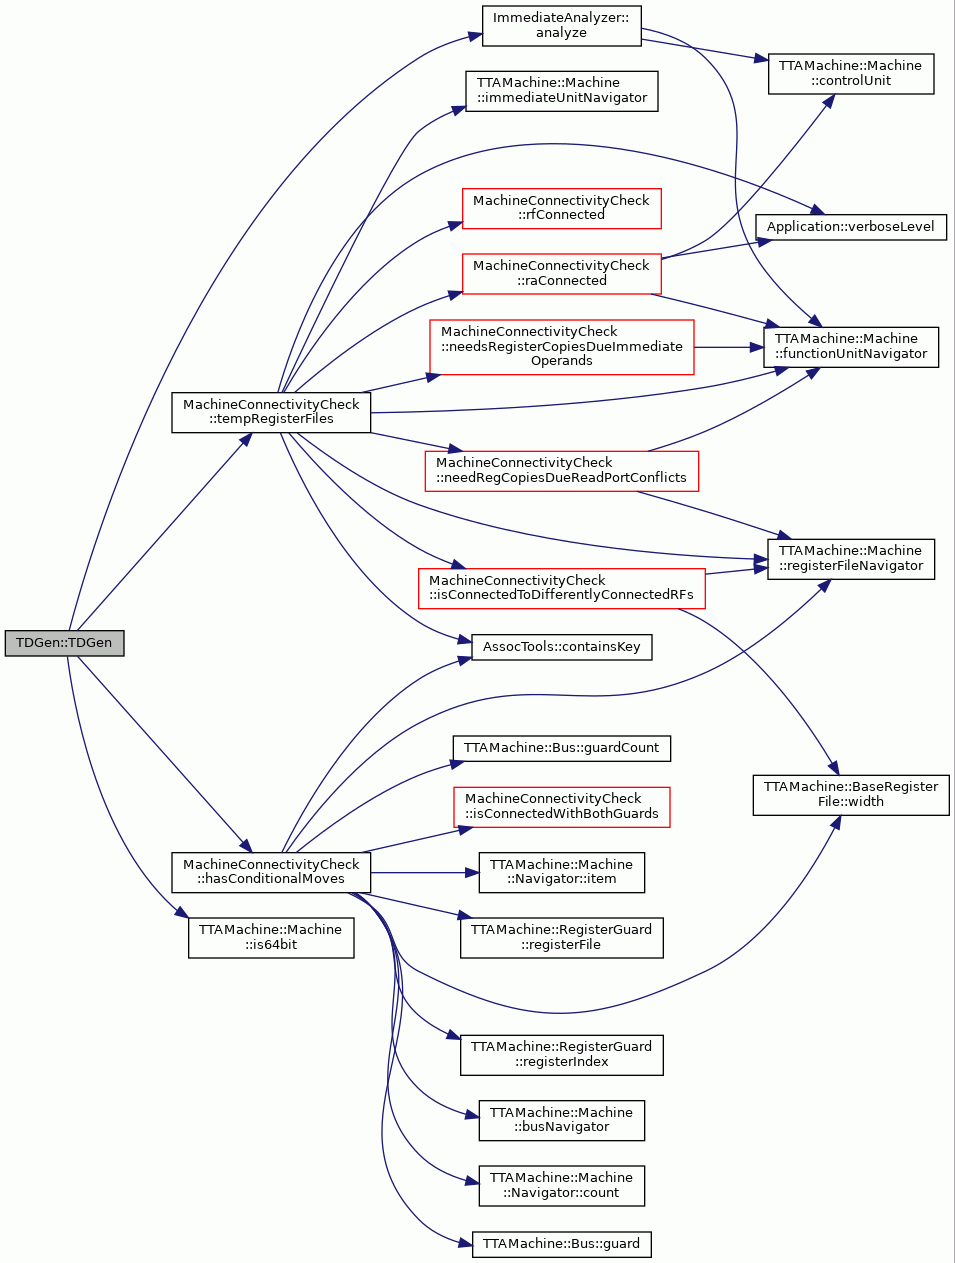 ImmediateAnalyzer::
analyze
TTAMachine::Machine
::controlUnit
TTAMachine::Machine
::immediateUnitNavigator
MachineConnectivityCheck
::rfConnected
Application::verboseLevel
MachineConnectivityCheck
::raConnected
MachineConnectivityCheck
::needsRegisterCopiesDueImmediate
Operands
TTAMachine::Machine
::functionUnitNavigator
MachineConnectivityCheck
::tempRegisterFiles
MachineConnectivityCheck
::needRegCopiesDueReadPortConflicts
TTAMachine::Machine
::registerFileNavigator
MachineConnectivityCheck
::isConnectedToDifferentlyConnectedRFs
TDGen::TDGen
AssocTools::containsKey
TTAMachine::Bus::guardCount
TTAMachine::BaseRegister
File::width
MachineConnectivityCheck
::isConnectedWithBothGuards
MachineConnectivityCheck
::hasConditionalMoves
TTAMachine::Machine
::Navigator::item
TTAMachine::Machine
::is64bit
TTAMachine::RegisterGuard
::registerFile
TTAMachine::RegisterGuard
::registerIndex
TTAMachine::Machine
::busNavigator
TTAMachine::Machine
::Navigator::count
TTAMachine::Bus::guard